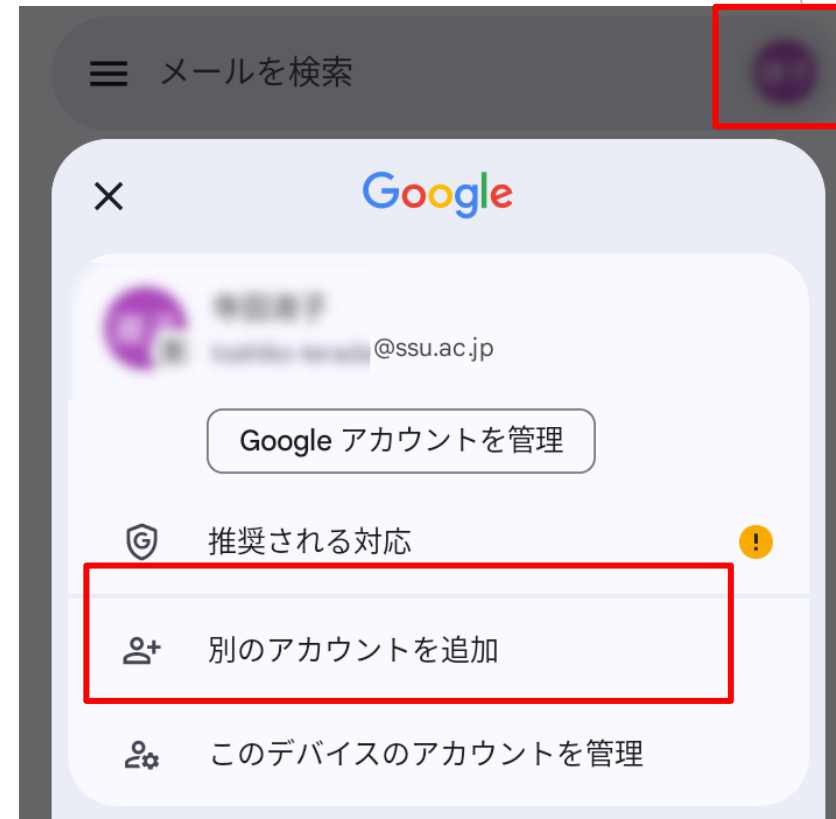 メールを検索
Google
@ssu.ac.jp
Google アカウントを管理
推奨される対応
別のアカウントを追加
このデバイスのアカウントを管理